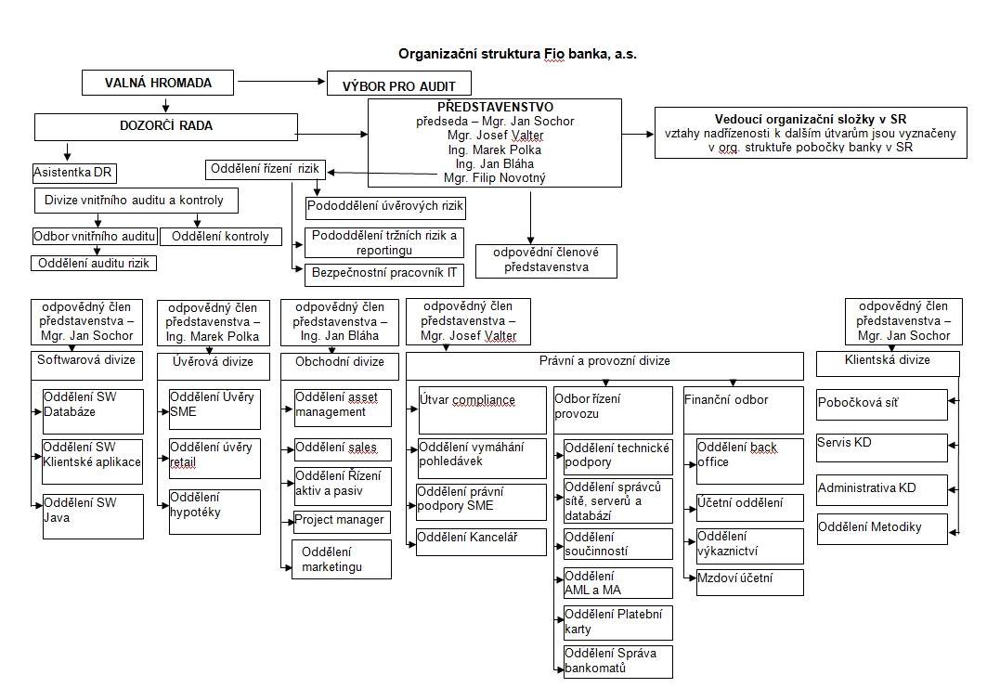 Organizační struktura Fio banka, a.s.
VALNÁ HROMADA
VÝBOR PRO AUDIT
DOZORČÍ RADA
PŘEDSTAVENSTVO
předseda – Mgr. Jan Sochor
Mgr. Josef Valter
Ing. Marek Polka
Ing. Jan Bláha
Mgr. Filip Novotný
Vedoucí organizační složky v SR
vztahy nadřízenosti k dalším útvarům jsou vyznačeny
v org. struktuře pobočky banky v SR
Asistentka DR
Oddělení řízení rizik
Divize vnitřního auditu a kontroly
Pododdělení úvěrových rizik
Odbor vnitřního auditu
Oddělení kontroly
Pododdělení tržních rizik a
reportingu
Oddělení auditu rizik
Bezpečnostní pracovník IT
odpovědní členové
představenstva
odpovědný člen
představenstva –
Mgr. Jan Sochor
odpovědný člen
představenstva –
Ing. Marek Polka
odpovědný člen
představenstva –
Ing. Jan Bláha
odpovědný člen
představenstva –
Mgr. Josef Valter
odpovědný člen
představenstva –
Mgr. Jan Sochor
Softwarová divize
Úvěrová divize
Obchodní divize
Právní a provozní divize
Klientská divize
Oddělení SW
Databáze
Oddělení SW
Klientské aplikace
Oddělení SW
Java
Oddělení Úvěry
SME
Oddělení úvěry
retail
Oddělení
hypotéky
Oddělení asset
management
Oddělení sales
Oddělení Řízení
aktiv a pasiv
Project manager
Oddělení
marketingu
Útvar compliance
Oddělení vymáhání
pohledávek
Oddělení právní
podpory SME
Oddělení Kancelář
Odbor řízení
provozu
Oddělení technické
podpory
Oddělení správců
sítě, serverů a
databází
Oddělení
součinností
Oddělení
AML a MA
Oddělení Platební
karty
Oddělení Správa
bankomatů
Finanční odbor
Oddělení back
office
Účetní oddělení
Oddělení
výkaznictví
Mzdoví účetní
Pobočková síť
Servis KD
Administrativa KD
Oddělení Metodiky